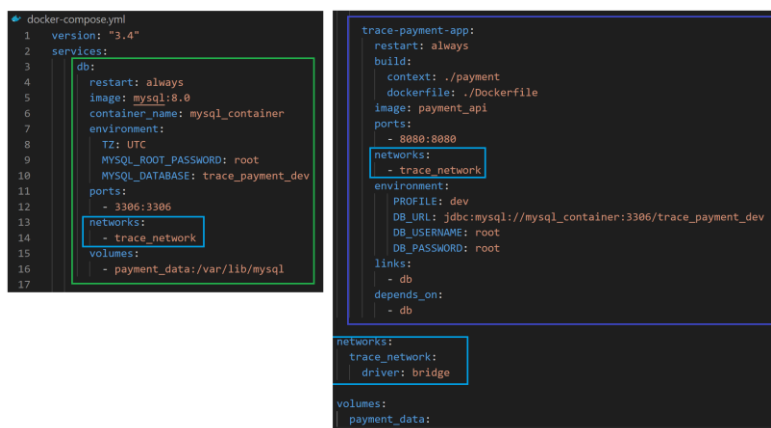 docker-compose.yml
1 version: "3.4"
2 services:
3 db:
4 restart: always
5 image: mysql:8.0
6 container_name: mysql_container
7 environment:
8 TZ: UTC
9 MYSQL_ROOT_PASSWORD: root
10 MYSQL_DATABASE: trace_payment_dev
11 ports:
12 - 3306:3306
13 networks:
14 - trace_network
15 volumes:
16 - payment_data:/var/lib/mysql
17
trace-payment-app:
restart: always
build:
context: ./payment
dockerfile: ./Dockerfile
image: payment_api
ports:
- 8080:8080
networks:
- trace_network
environment:
PROFILE: dev
DB_URL: jdbc:mysql://mysql_container:3306/trace_payment_dev
DB_USERNAME: root
DB_PASSWORD: root
links:
- db
depends_on:
- db
networks:
trace_network:
driver: bridge
volumes:
payment_data: